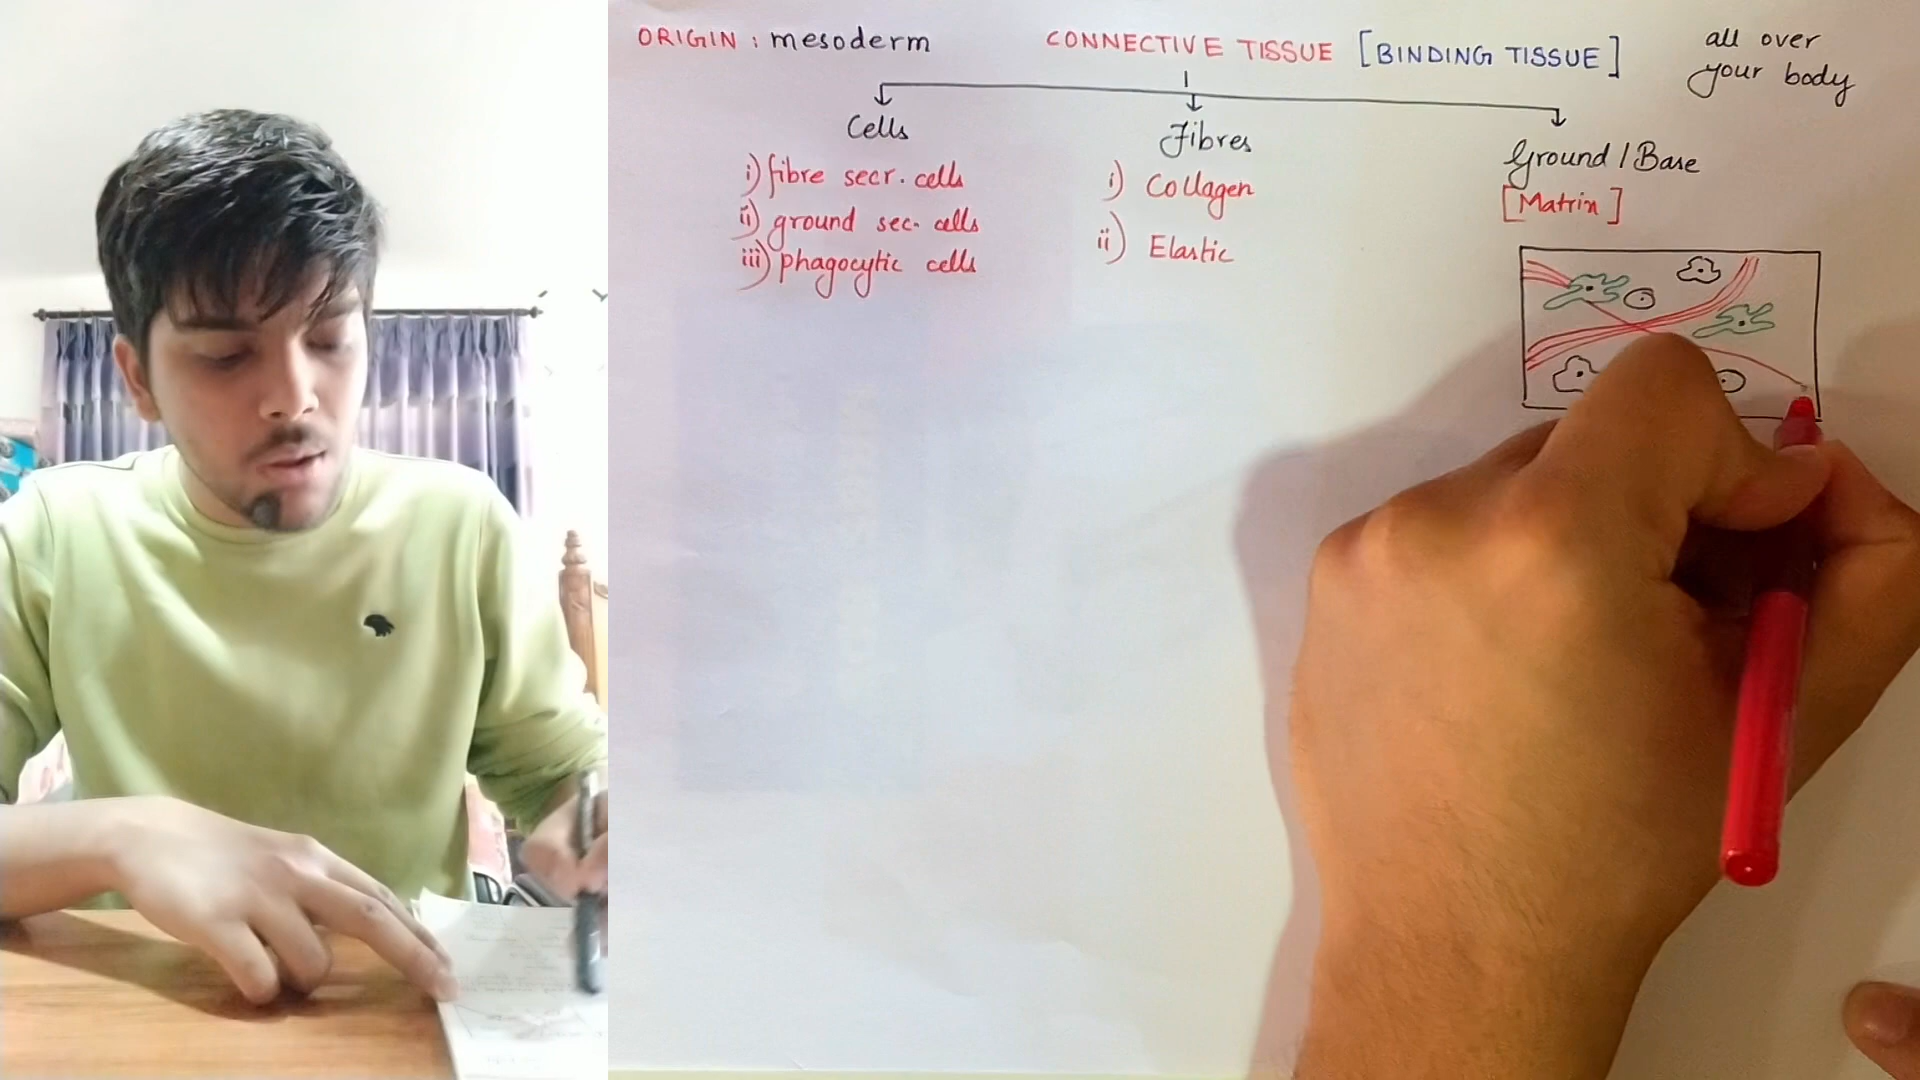 ORIGIN : mesoderm
CONNECTIVE TISSUE [BINDING TISSUE]
all over
your body
Cells
i) fibre secr. cells
ii) ground sec. cells
iii) phagocytic cells
Fibres
i) Collagen
ii) Elastic
Ground / Base
[Matrix]